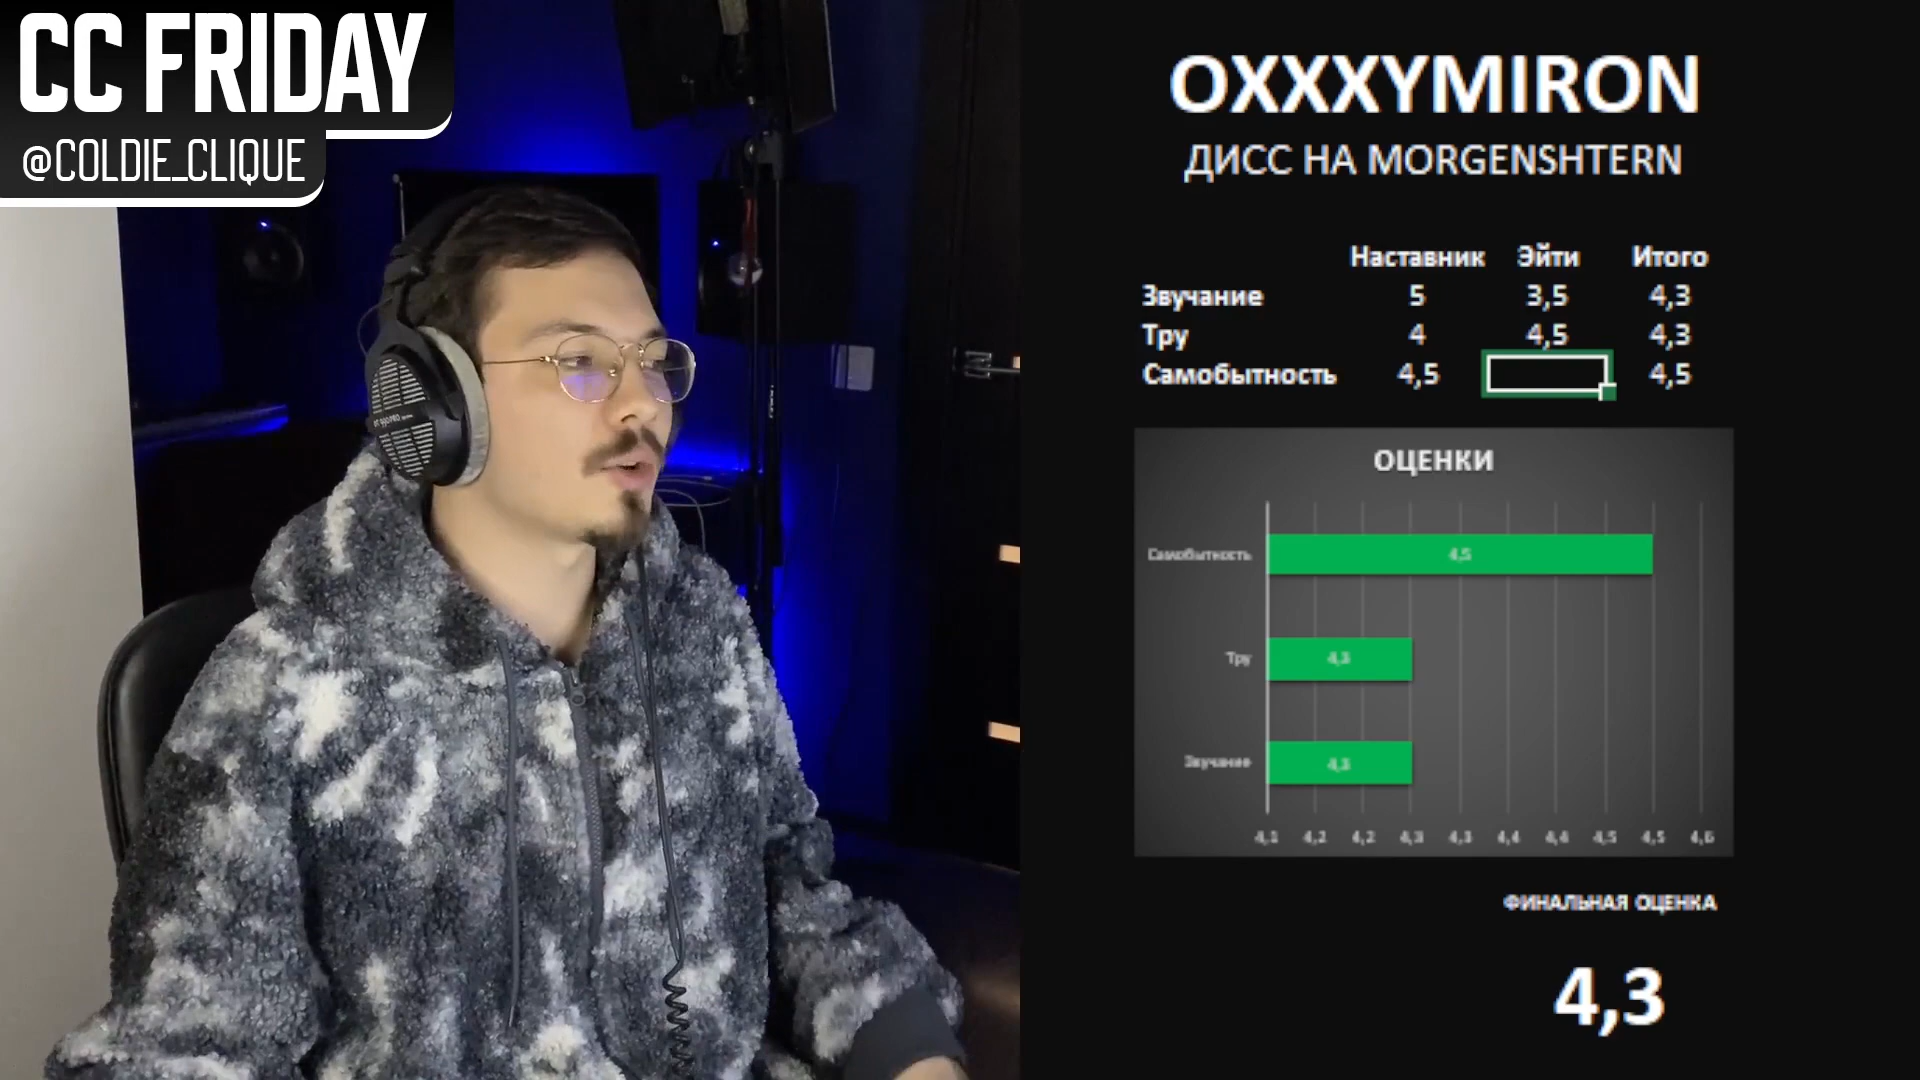 CC FRIDAY
@COLDIE_CLIQUE
OXXXYMIRON
ДИСС НА MORGENSHTERN
Наставник Эйти Итого
Звучание 5 3,5 4,3
Тру 4 4,5 4,3
Самобытность 4,5 4,5
ОЦЕНКИ
Самобытность 4,5
Тру 4,3
Звучание 4,3
4,1 4,2 4,2 4,3 4,3 4,4 4,4 4,5 4,5 4,6
ФИНАЛЬНАЯ ОЦЕНКА
4,3